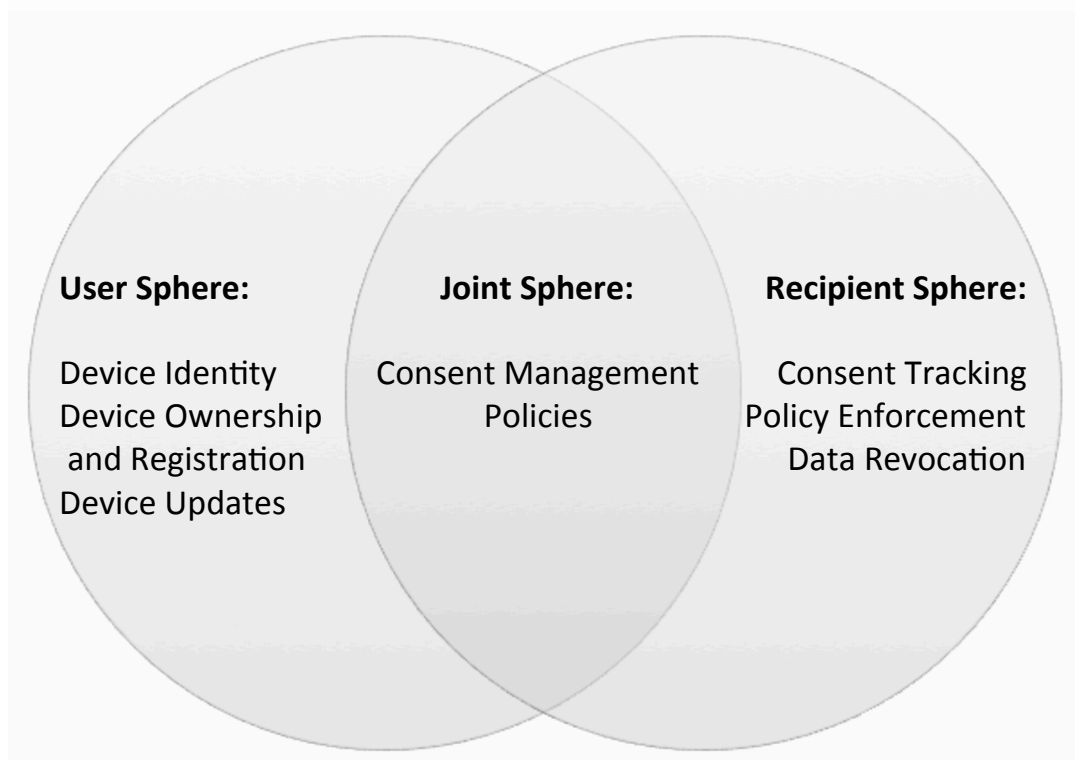 User Sphere:
Device Identity
Device Ownership
and Registration
Device Updates
Joint Sphere:
Consent Management
Policies
Recipient Sphere:
Consent Tracking
Policy Enforcement
Data Revocation